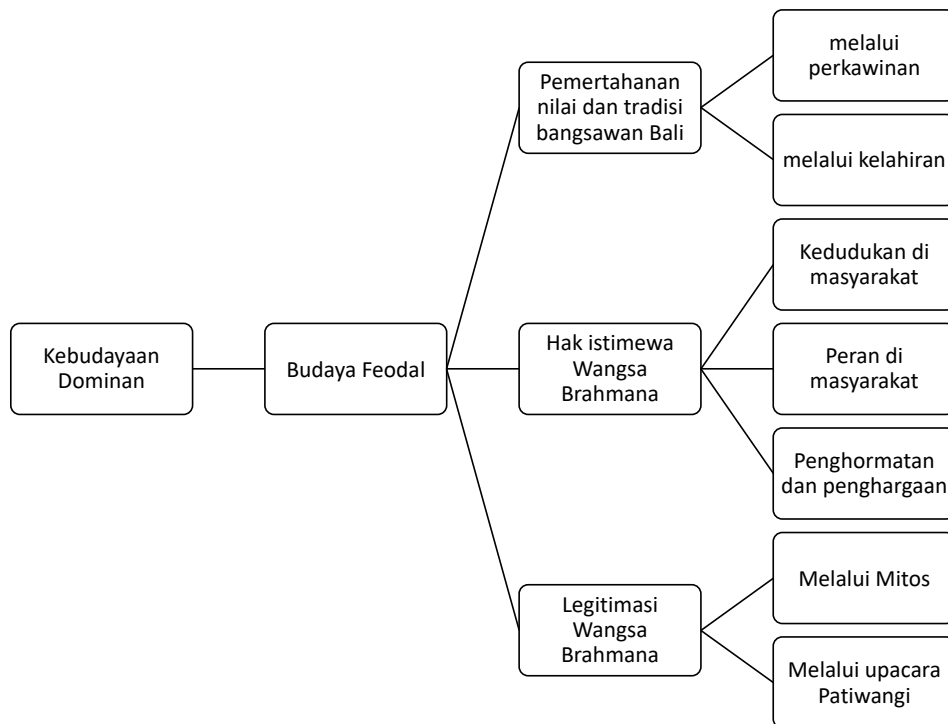 Kebudayaan
Dominan
Budaya Feodal
Pemertahanan
nilai dan tradisi
bangsawan Bali
melalui
perkawinan
melalui kelahiran
Hak istimewa
Wangsa
Brahmana
Kedudukan di
masyarakat
Peran di
masyarakat
Penghormatan
dan penghargaan
Legitimasi
Wangsa
Brahmana
Melalui Mitos
Melalui upacara
Patiwangi